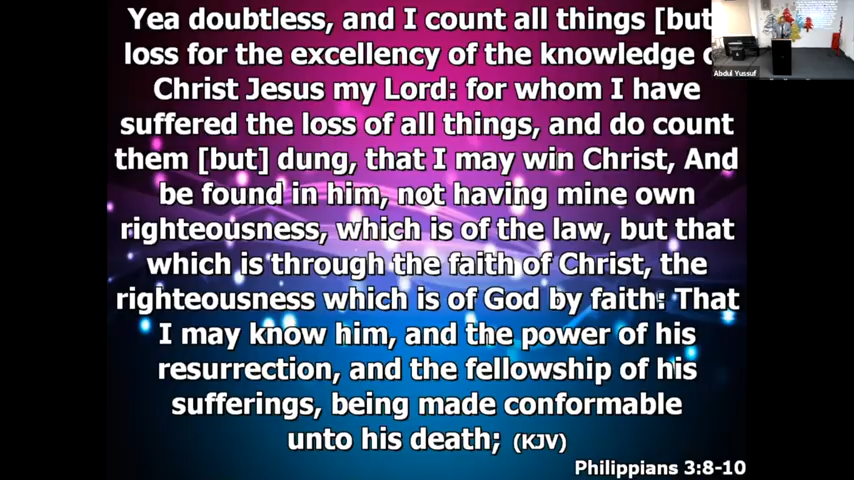 Yea doubtless, and I count all things [but
loss for the excellency of the knowledge
Christ Jesus my Lord: for whom I have
suffered the loss of all things, and do count
them [but] dung, that I may win Christ, And
be found in him, not having mine own
righteousness, which is of the law, but that
which is through the faith of Christ, the
righteousness which is of God by faith: That
I may know him, and the power of his
resurrection, and the fellowship of his
sufferings, being made conformable
unto his death; (KJV)
Philippians 3:8-10
Abdul Yussuf